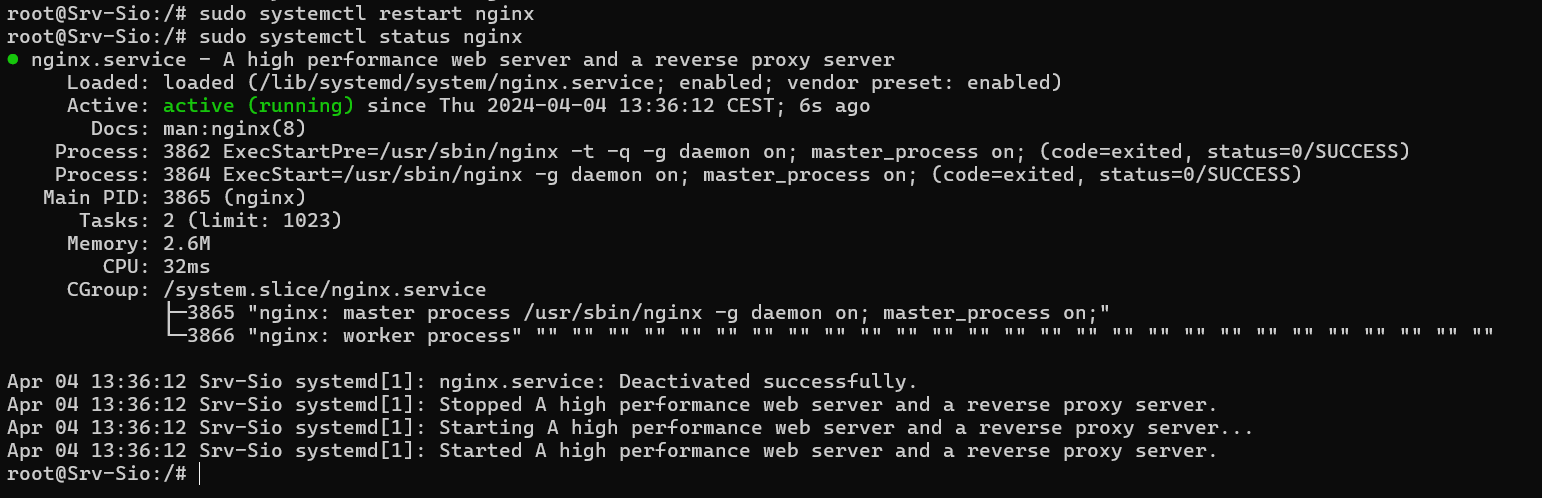 root@Srv-Sio:/# sudo systemctl restart nginx
root@Srv-Sio:/# sudo systemctl status nginx
● nginx.service - A high performance web server and a reverse proxy server
     Loaded: loaded (/lib/systemd/system/nginx.service; enabled; vendor preset: enabled)
     Active: active (running) since Thu 2024-04-04 13:36:12 CEST; 6s ago
       Docs: man:nginx(8)
    Process: 3862 ExecStartPre=/usr/sbin/nginx -t -q -g daemon on; master_process on; (code=exited, status=0/SUCCESS)
    Process: 3864 ExecStart=/usr/sbin/nginx -g daemon on; master_process on; (code=exited, status=0/SUCCESS)
   Main PID: 3865 (nginx)
      Tasks: 2 (limit: 1023)
     Memory: 2.6M
        CPU: 32ms
     CGroup: /system.slice/nginx.service
             ├─3865 "nginx: master process /usr/sbin/nginx -g daemon on; master_process on;"
             └─3866 "nginx: worker process" "" "" "" "" "" "" "" "" "" "" "" "" "" "" "" "" "" "" "" "" "" "" "" "" "" "" ""

Apr 04 13:36:12 Srv-Sio systemd[1]: nginx.service: Deactivated successfully.
Apr 04 13:36:12 Srv-Sio systemd[1]: Stopped A high performance web server and a reverse proxy server.
Apr 04 13:36:12 Srv-Sio systemd[1]: Starting A high performance web server and a reverse proxy server...
Apr 04 13:36:12 Srv-Sio systemd[1]: Started A high performance web server and a reverse proxy server.
root@Srv-Sio:/#